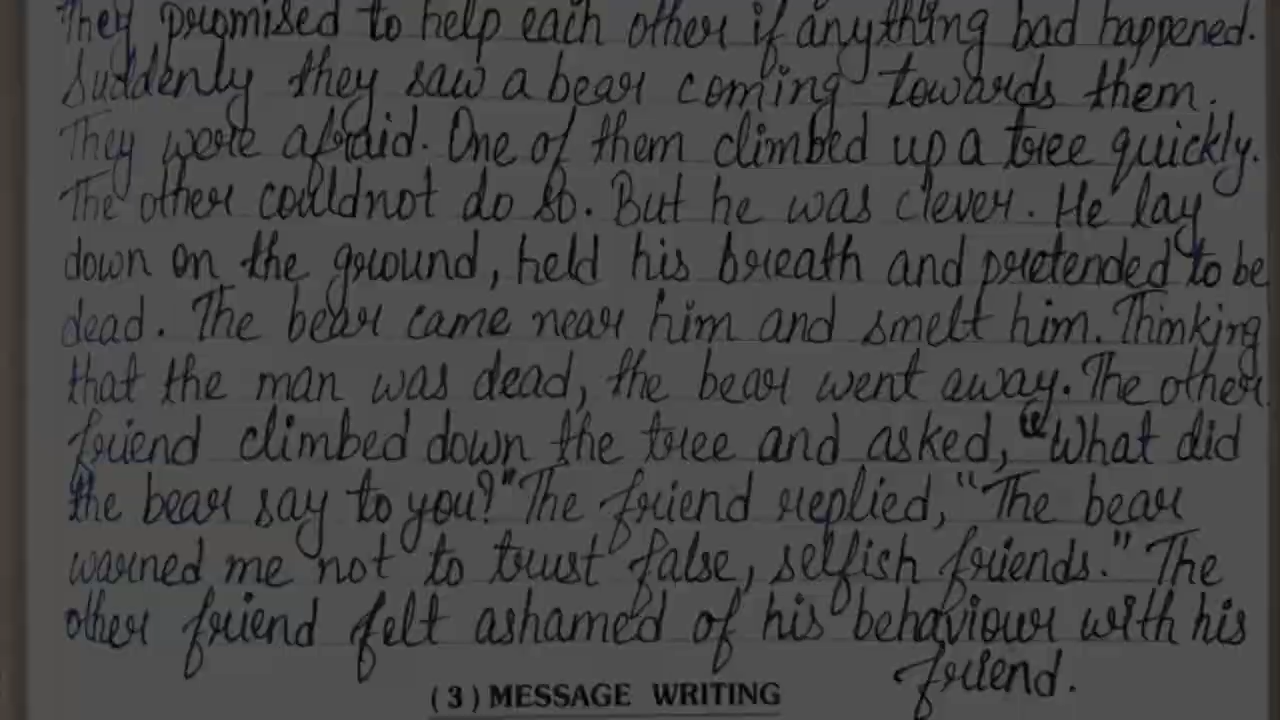 They promised to help each other if anything bad happened.
Suddenly they saw a bear coming towards them.
They were afraid. One of them climbed up a tree quickly.
The other couldnot do so. But he was clever. He lay
down on the ground, held his breath and pretended to be
dead. The bear came near him and smelt him. Thinking
that the man was dead, the bear went away. The other
friend climbed down the tree and asked, "What did
the bear say to you?" The friend replied, "The bear
warned me not to trust false, selfish friends." The
other friend felt ashamed of his behaviour with his
friend.
(3) MESSAGE WRITING